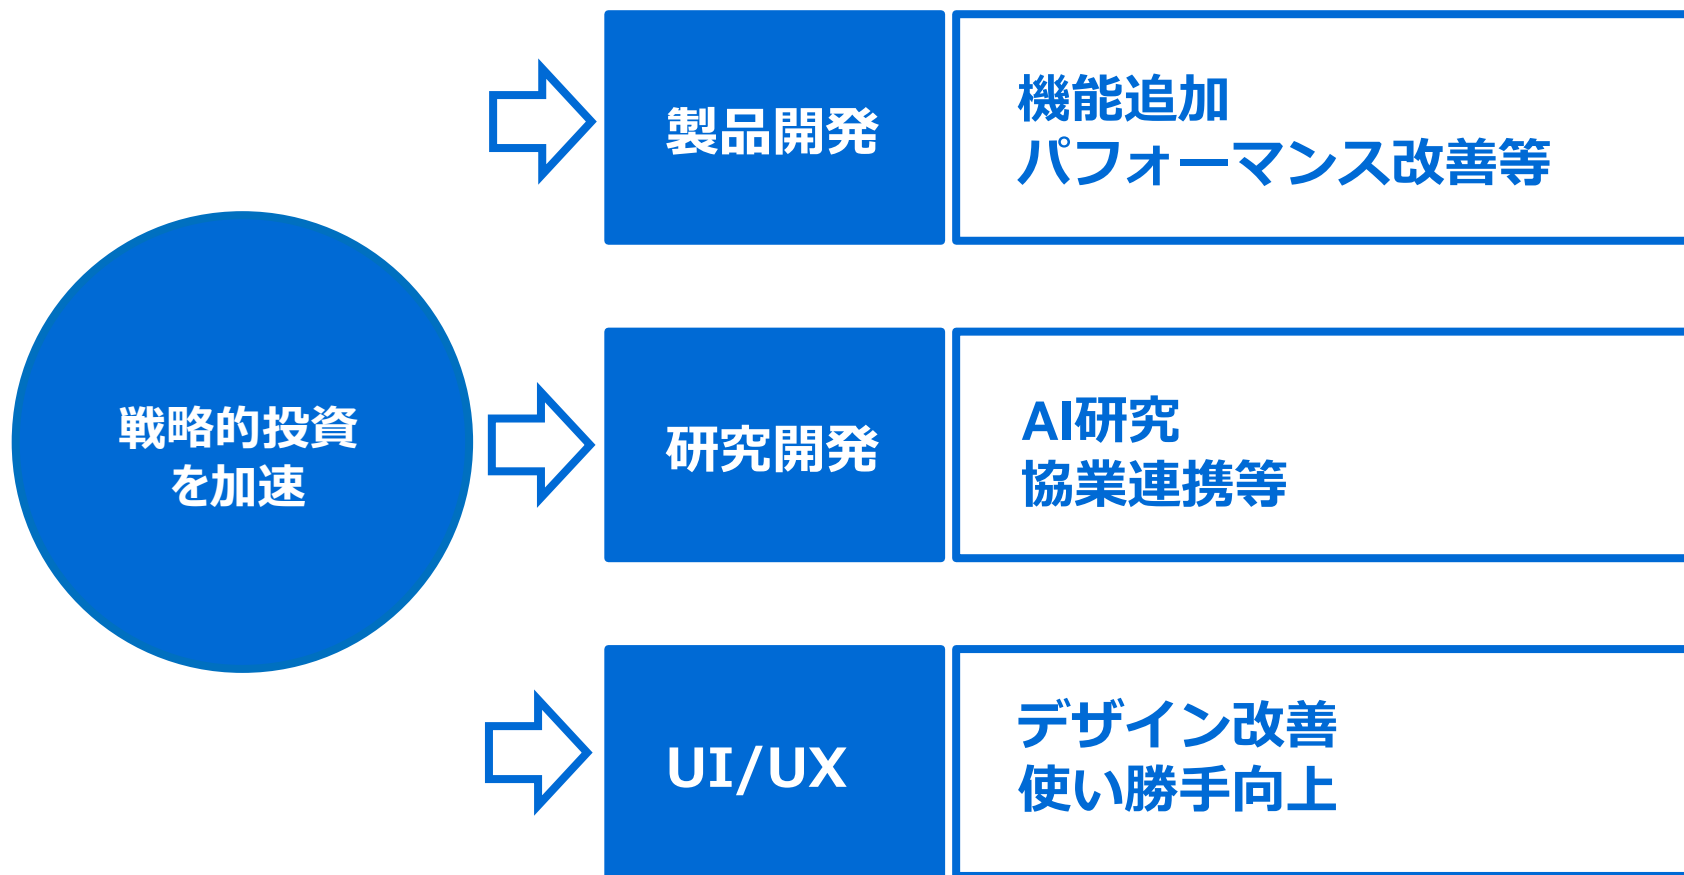 戦略的投資
を加速
製品開発
機能追加
パフォーマンス改善等
研究開発
AI研究
協業連携等
UI/UX
デザイン改善
使い勝手向上